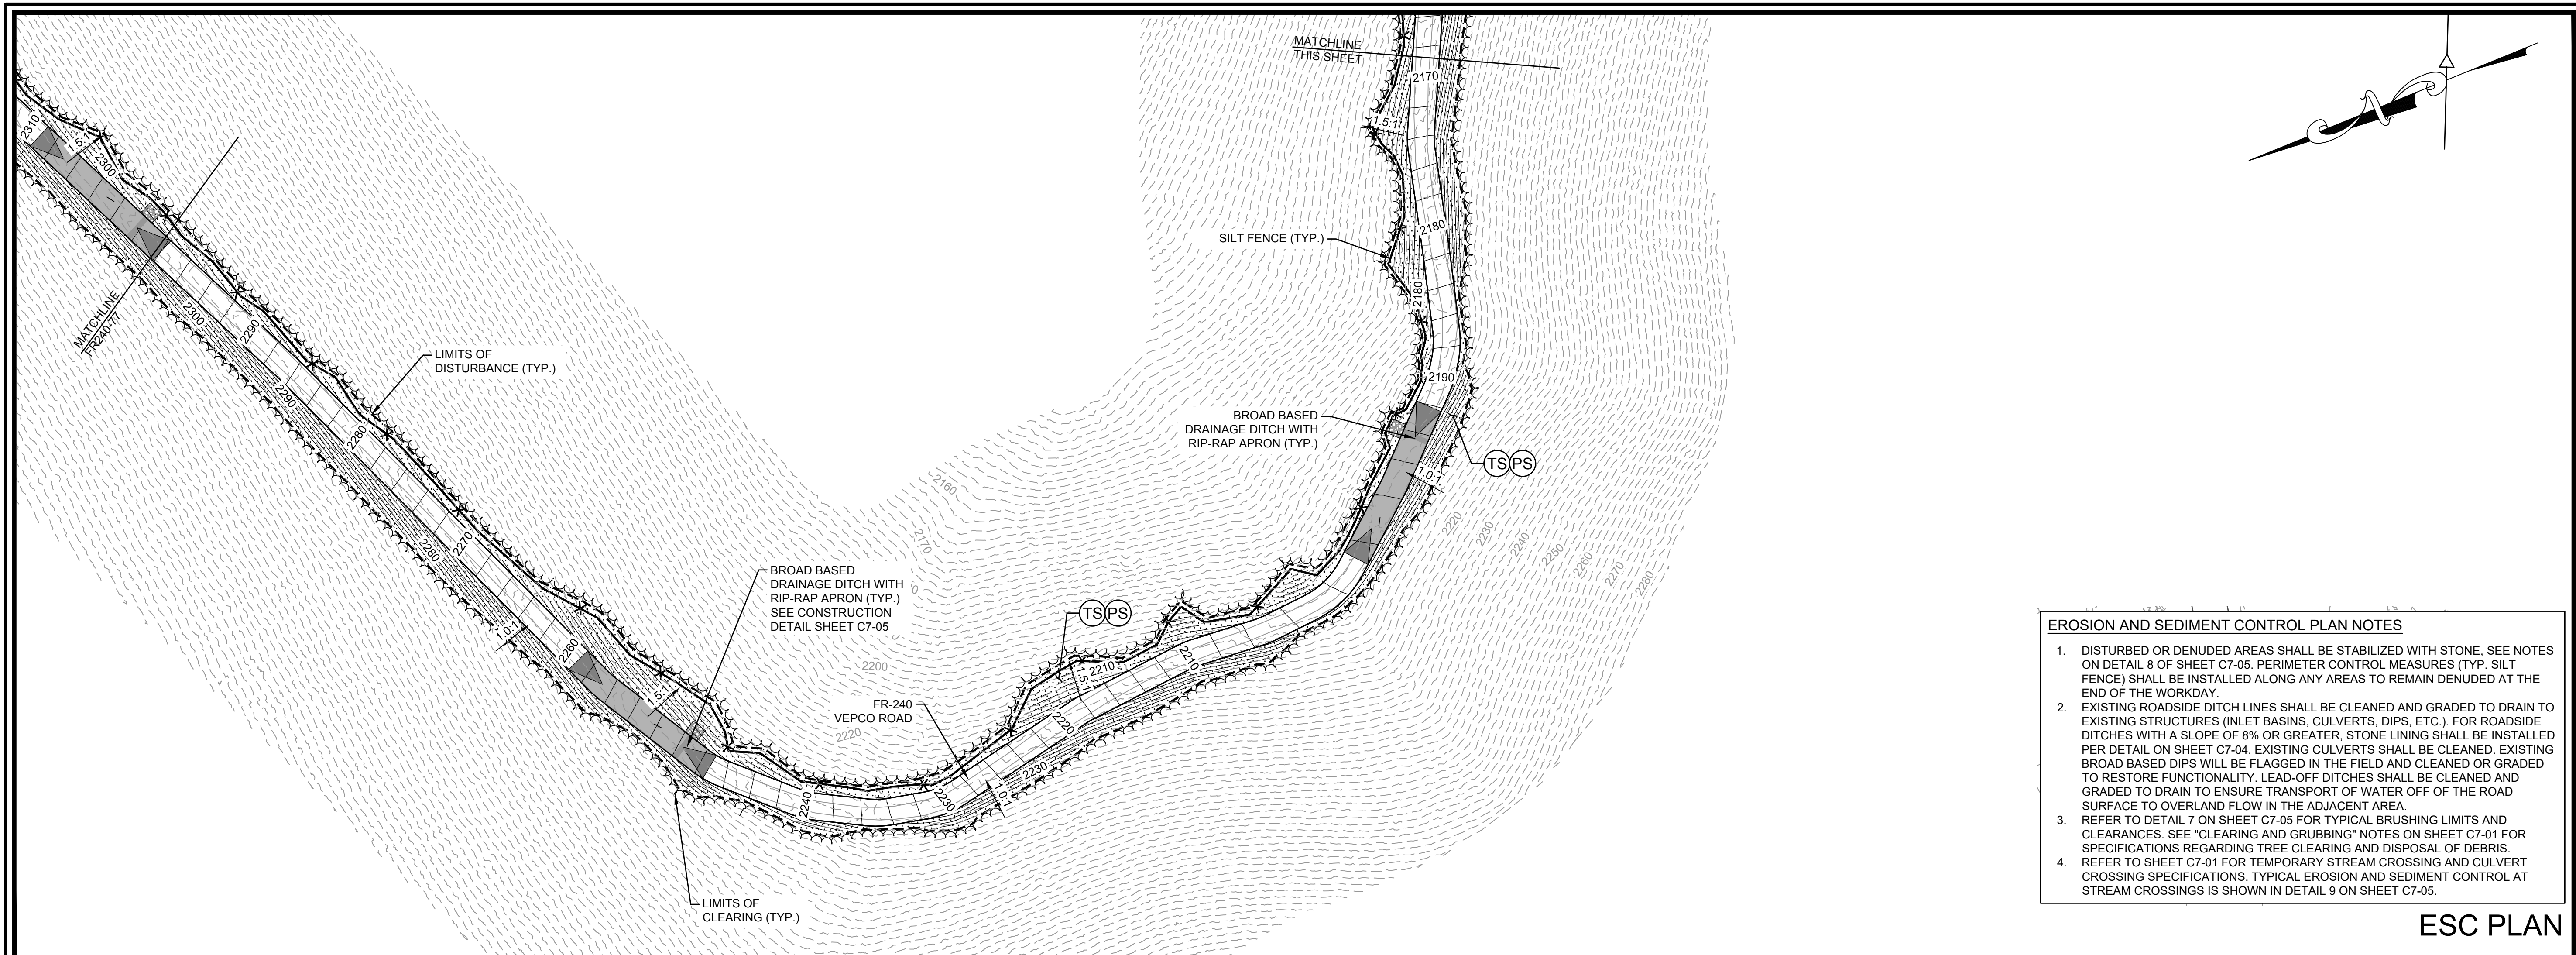 MATCHLINE
THIS SHEET
2170
1.5:1
2310
1.5:1
2300
SILT FENCE (TYP.)
2180
2180
MATCHLINE
FR240-77
2300
2290
LIMITS OF
DISTURBANCE (TYP.)
2290
2280
2190
BROAD BASED
DRAINAGE DITCH WITH
RIP-RAP APRON (TYP.)
TS PS
1.0:1
2160
2170
2220
2230
2240
2250
2260
2270
2280
2270
2280
BROAD BASED
DRAINAGE DITCH WITH
RIP-RAP APRON (TYP.)
SEE CONSTRUCTION
DETAIL SHEET C7-05
TS PS
1.0:1
2260
1.5:1
2200
2210
2210
1.5:1
FR-240
VEPCO ROAD
2220
2220
2230
2240
2230
1.0:1
LIMITS OF
CLEARING (TYP.)
EROSION AND SEDIMENT CONTROL PLAN NOTES
1. DISTURBED OR DENUDED AREAS SHALL BE STABILIZED WITH STONE, SEE NOTES
ON DETAIL 8 OF SHEET C7-05. PERIMETER CONTROL MEASURES (TYP. SILT
FENCE) SHALL BE INSTALLED ALONG ANY AREAS TO REMAIN DENUDED AT THE
END OF THE WORKDAY.
2. EXISTING ROADSIDE DITCH LINES SHALL BE CLEANED AND GRADED TO DRAIN TO
EXISTING STRUCTURES (INLET BASINS, CULVERTS, DIPS, ETC.). FOR ROADSIDE
DITCHES WITH A SLOPE OF 8% OR GREATER, STONE LINING SHALL BE INSTALLED
PER DETAIL ON SHEET C7-04. EXISTING CULVERTS SHALL BE CLEANED. EXISTING
BROAD BASED DIPS WILL BE FLAGGED IN THE FIELD AND CLEANED OR GRADED
TO RESTORE FUNCTIONALITY. LEAD-OFF DITCHES SHALL BE CLEANED AND
GRADED TO DRAIN TO ENSURE TRANSPORT OF WATER OFF OF THE ROAD
SURFACE TO OVERLAND FLOW IN THE ADJACENT AREA.
3. REFER TO DETAIL 7 ON SHEET C7-05 FOR TYPICAL BRUSHING LIMITS AND
CLEARANCES. SEE "CLEARING AND GRUBBING" NOTES ON SHEET C7-01 FOR
SPECIFICATIONS REGARDING TREE CLEARING AND DISPOSAL OF DEBRIS.
4. REFER TO SHEET C7-01 FOR TEMPORARY STREAM CROSSING AND CULVERT
CROSSING SPECIFICATIONS. TYPICAL EROSION AND SEDIMENT CONTROL AT
STREAM CROSSINGS IS SHOWN IN DETAIL 9 ON SHEET C7-05.
ESC PLAN